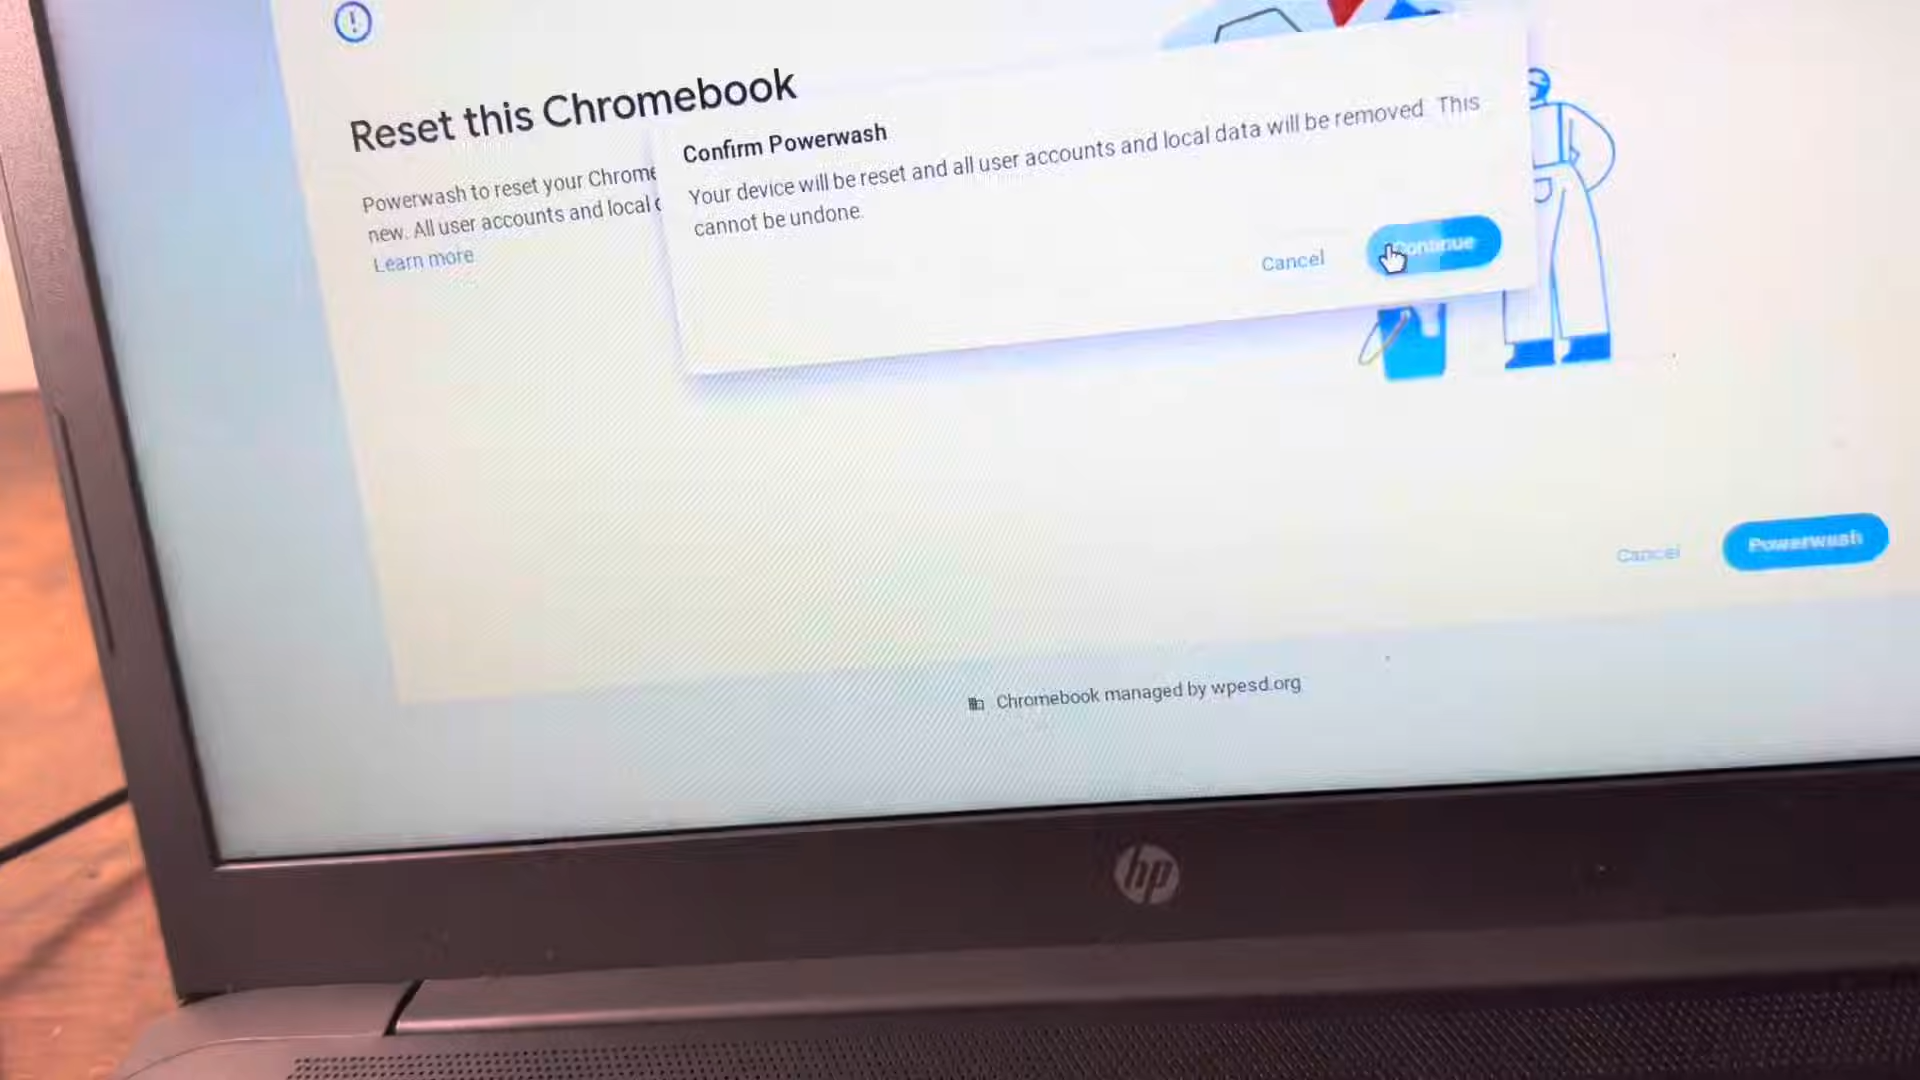 Reset this Chromebook
Powerwash to reset your Chrome
new. All user accounts and local
Learn more
Confirm Powerwash
Your device will be reset and all user accounts and local data will be removed. This
cannot be undone.
Cancel
Continue
Cancel
Powerwash
Chromebook managed by wpesd.org
hp